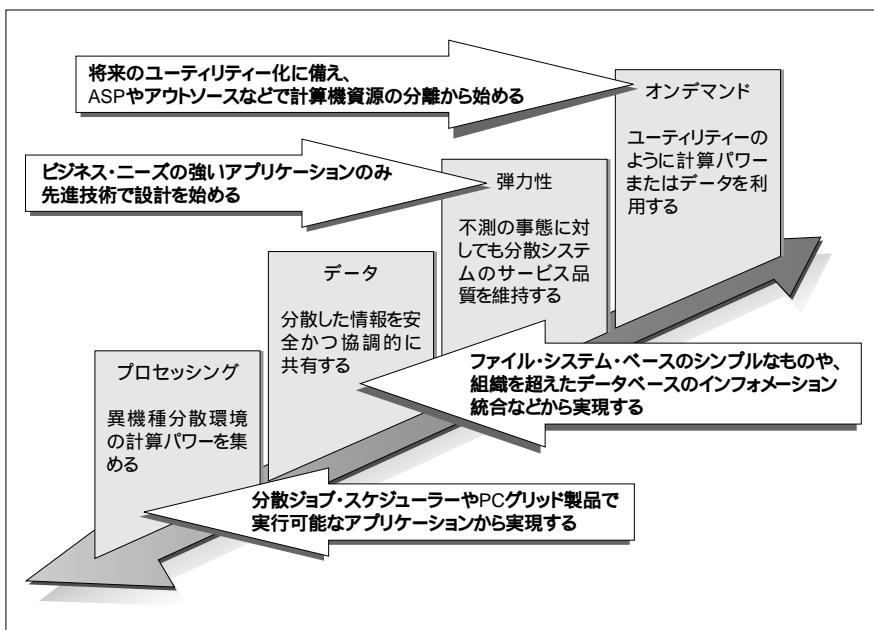 将来のユーティリティー化に備え、
ASPやアウトソースなどで計算機資源の分離から始める
オンデマンド
ユーティリティーの
ように計算パワー
またはデータを利
用する
ビジネス・ニーズの強いアプリケーションのみ
先進技術で設計を始める
弾力性
不測の事態に対
しても分散システ
ムのサービス品
質を維持する
データ
分散した情報を安
全かつ協調的に
共有する
ファイル・システム・ベースのシンプルなものや、
組織を超えたデータベースのインフォメーション
統合などから実現する
プロセッシング
異機種分散環境
の計算パワーを集
める
分散ジョブ・スケジューラーやPCグリッド製品で
実行可能なアプリケーションから実現する